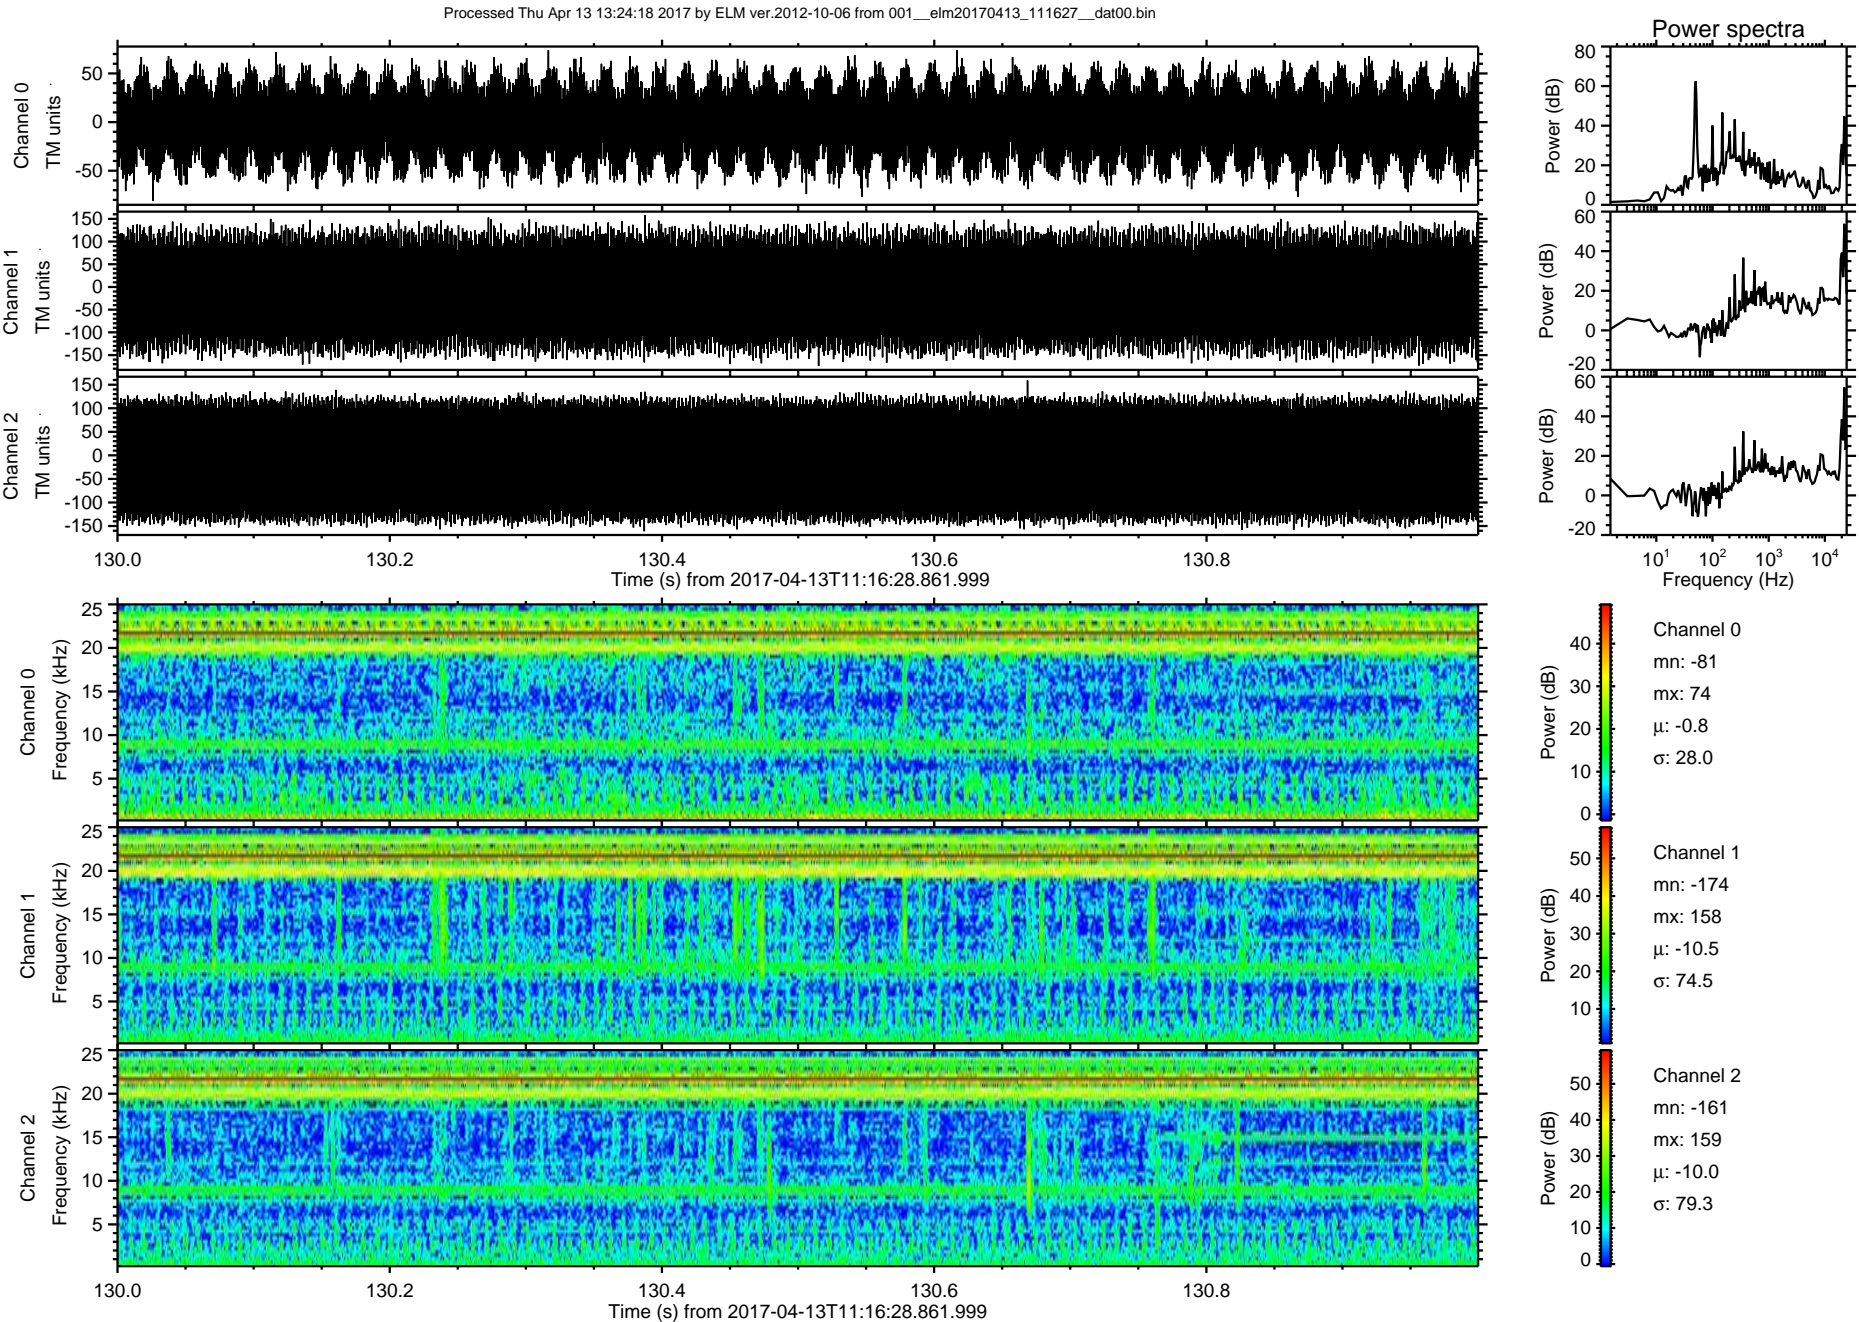 Processed Thu Apr 13 13:24:18 2017 by ELM ver.2012-10-06 from 001__elm20170413_111627__dat00.bin
Power spectra
Channel 0
TM units
50
0
-50
Power (dB)
80
60
40
20
0
Channel 1
TM units
150
100
50
0
-50
-100
-150
Power (dB)
60
40
20
0
-20
Channel 2
TM units
150
100
50
0
-50
-100
-150
Power (dB)
60
40
20
0
-20
130.0 130.2 130.4 130.6 130.8
Time (s) from 2017-04-13T11:16:28.861.999
10¹ 10² 10³ 10⁴
Frequency (Hz)
Channel 0
Frequency (kHz)
25
20
15
10
5
Power (dB)
40
30
20
10
0
Channel 0
mn: -81
mx: 74
μ: -0.8
σ: 28.0
Channel 1
Frequency (kHz)
25
20
15
10
5
Power (dB)
50
40
30
20
10
Channel 1
mn: -174
mx: 158
μ: -10.5
σ: 74.5
Channel 2
Frequency (kHz)
25
20
15
10
5
Power (dB)
50
40
30
20
10
0
Channel 2
mn: -161
mx: 159
μ: -10.0
σ: 79.3
130.0 130.2 130.4 130.6 130.8
Time (s) from 2017-04-13T11:16:28.861.999